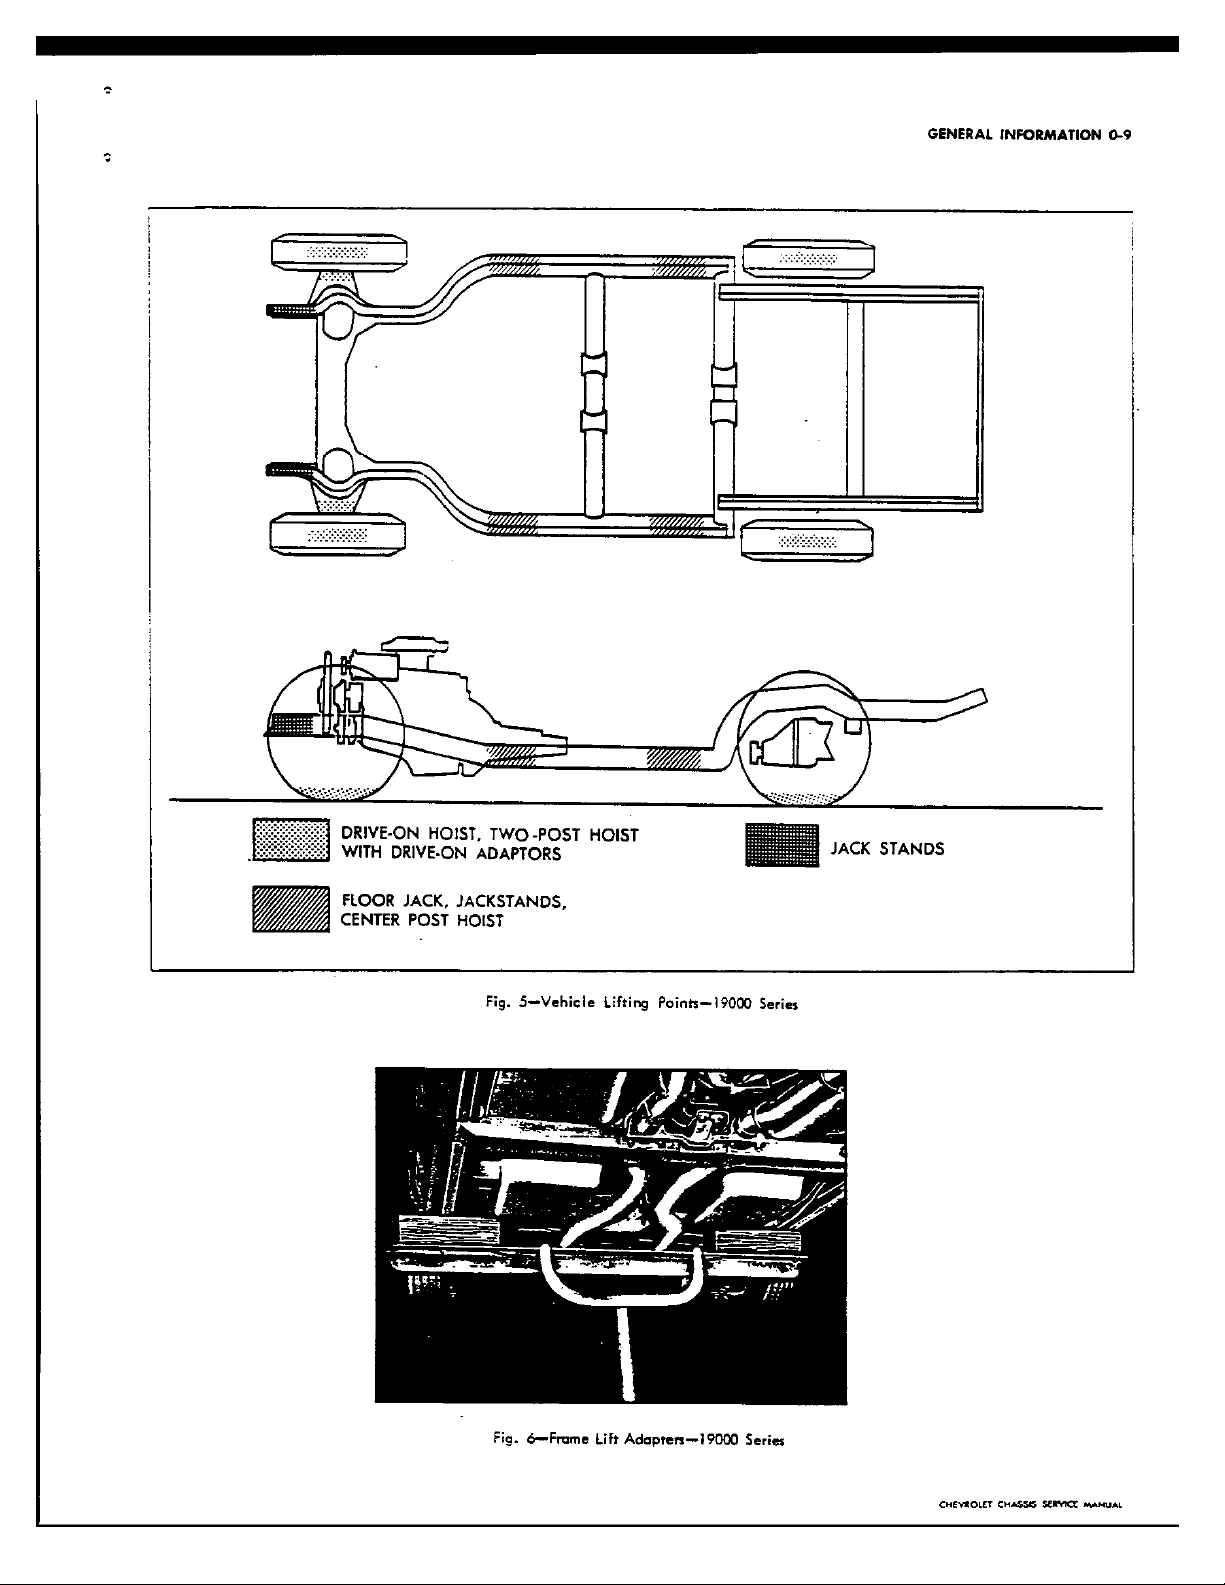 GENERAL INFORMATION 0-9
DRIVE-ON HOIST, TWO-POST HOIST
WITH DRIVE-ON ADAPTORS
JACK STANDS
FLOOR JACK, JACKSTANDS,
CENTER POST HOIST
Fig. 5—Vehicle Lifting Points—19000 Series
Fig. 6—Frame Lift Adapters—19000 Series
CHEVROLET CHASSIS SERVICE MANUAL